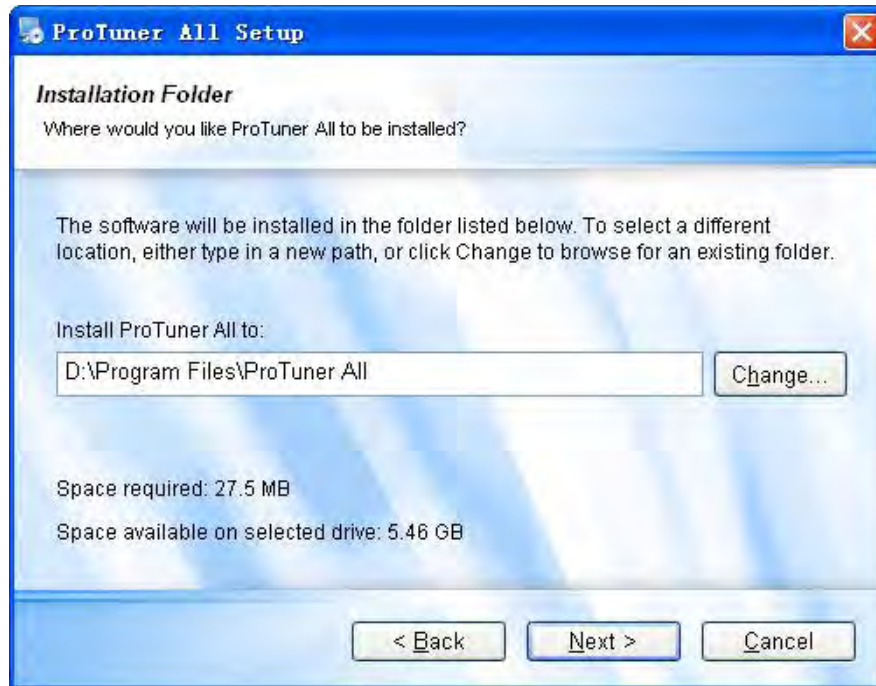 ProTuner All Setup
Installation Folder
Where would you like ProTuner All to be installed?
The software will be installed in the folder listed below. To select a different
location, either type in a new path, or click Change to browse for an existing folder.
Install ProTuner All to:
D:\Program Files\ProTuner All
Change...
Space required: 27.5 MB
Space available on selected drive: 5.46 GB
< Back
Next >
Cancel